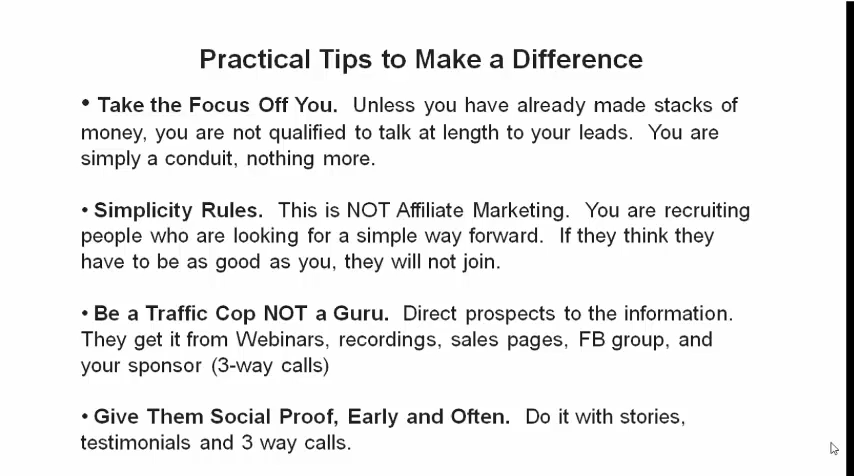 Practical Tips to Make a Difference
• Take the Focus Off You. Unless you have already made stacks of
money, you are not qualified to talk at length to your leads. You are
simply a conduit, nothing more.
• Simplicity Rules. This is NOT Affiliate Marketing. You are recruiting
people who are looking for a simple way forward. If they think they
have to be as good as you, they will not join.
• Be a Traffic Cop NOT a Guru. Direct prospects to the information.
They get it from Webinars, recordings, sales pages, FB group, and
your sponsor (3-way calls)
• Give Them Social Proof, Early and Often. Do it with stories,
testimonials and 3 way calls.